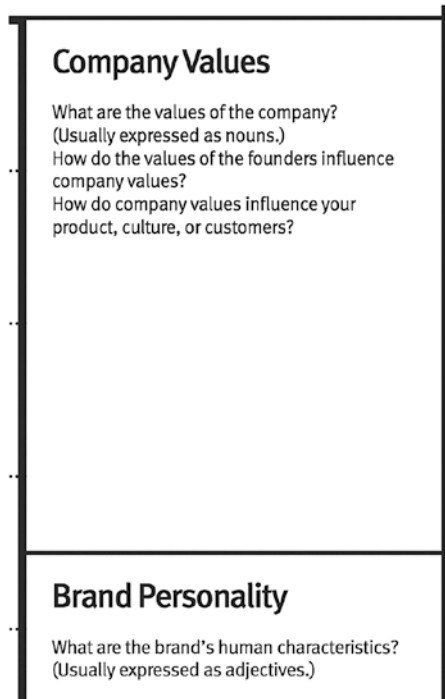 Company Values
What are the values of the company?
(Usually expressed as nouns.)
How do the values of the founders influence
company values?
How do company values influence your
product, culture, or customers?
Brand Personality
What are the brand's human characteristics?
(Usually expressed as adjectives.)